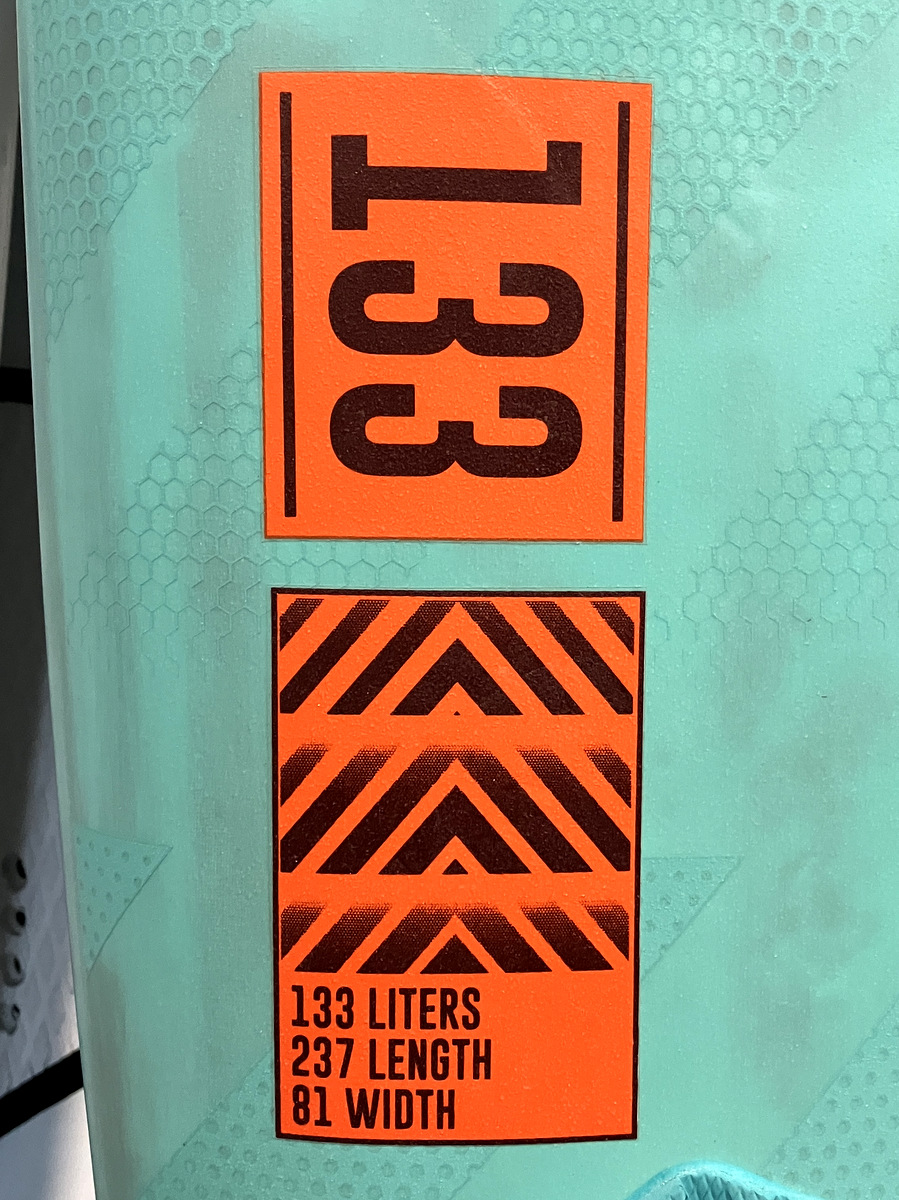 133
133 LITERS
237 LENGTH
81 WIDTH